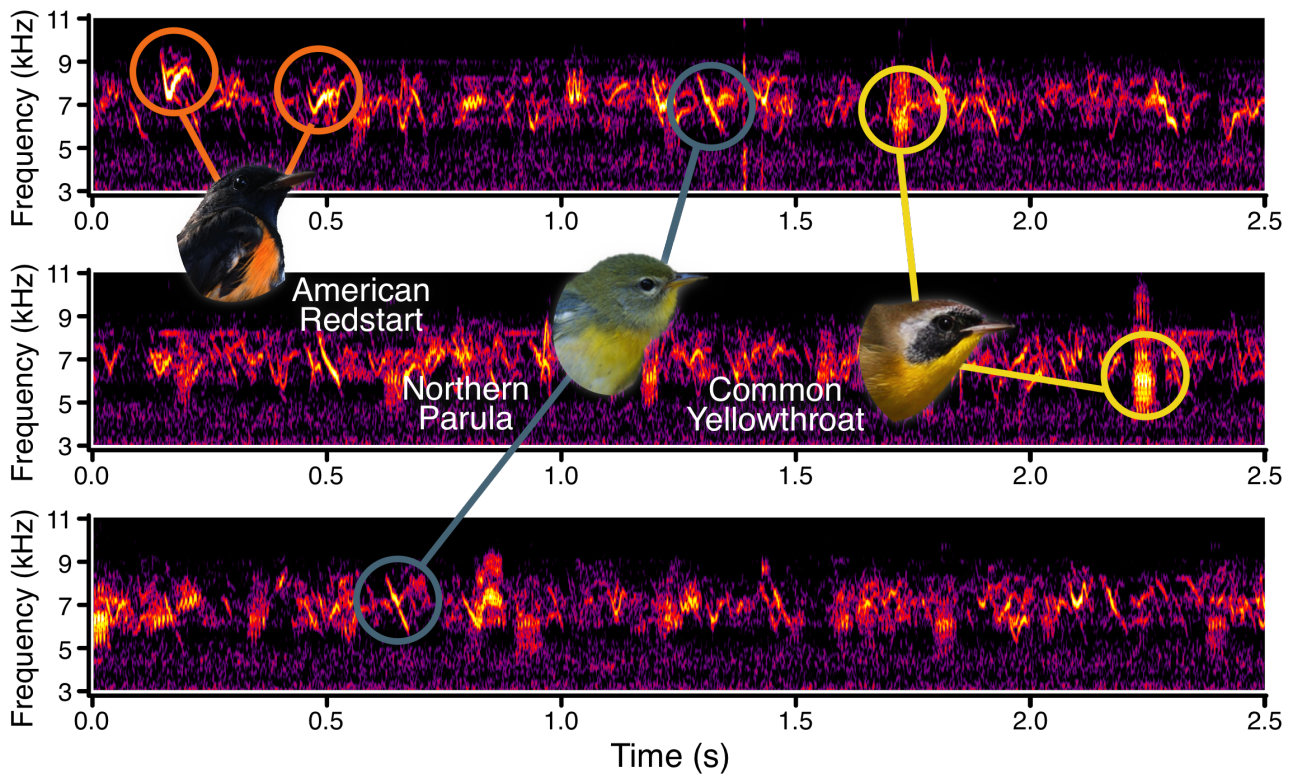 Frequency (kHz)
11
9
7
5
3
0.0 0.5 1.0 1.5 2.0 2.5
Frequency (kHz)
11
9
7
5
3
American
Redstart
Northern
Parula
Common
Yellowthroat
0.0 0.5 1.0 1.5 2.0 2.5
Frequency (kHz)
11
9
7
5
3
0.0 0.5 1.0 1.5 2.0 2.5
Time (s)